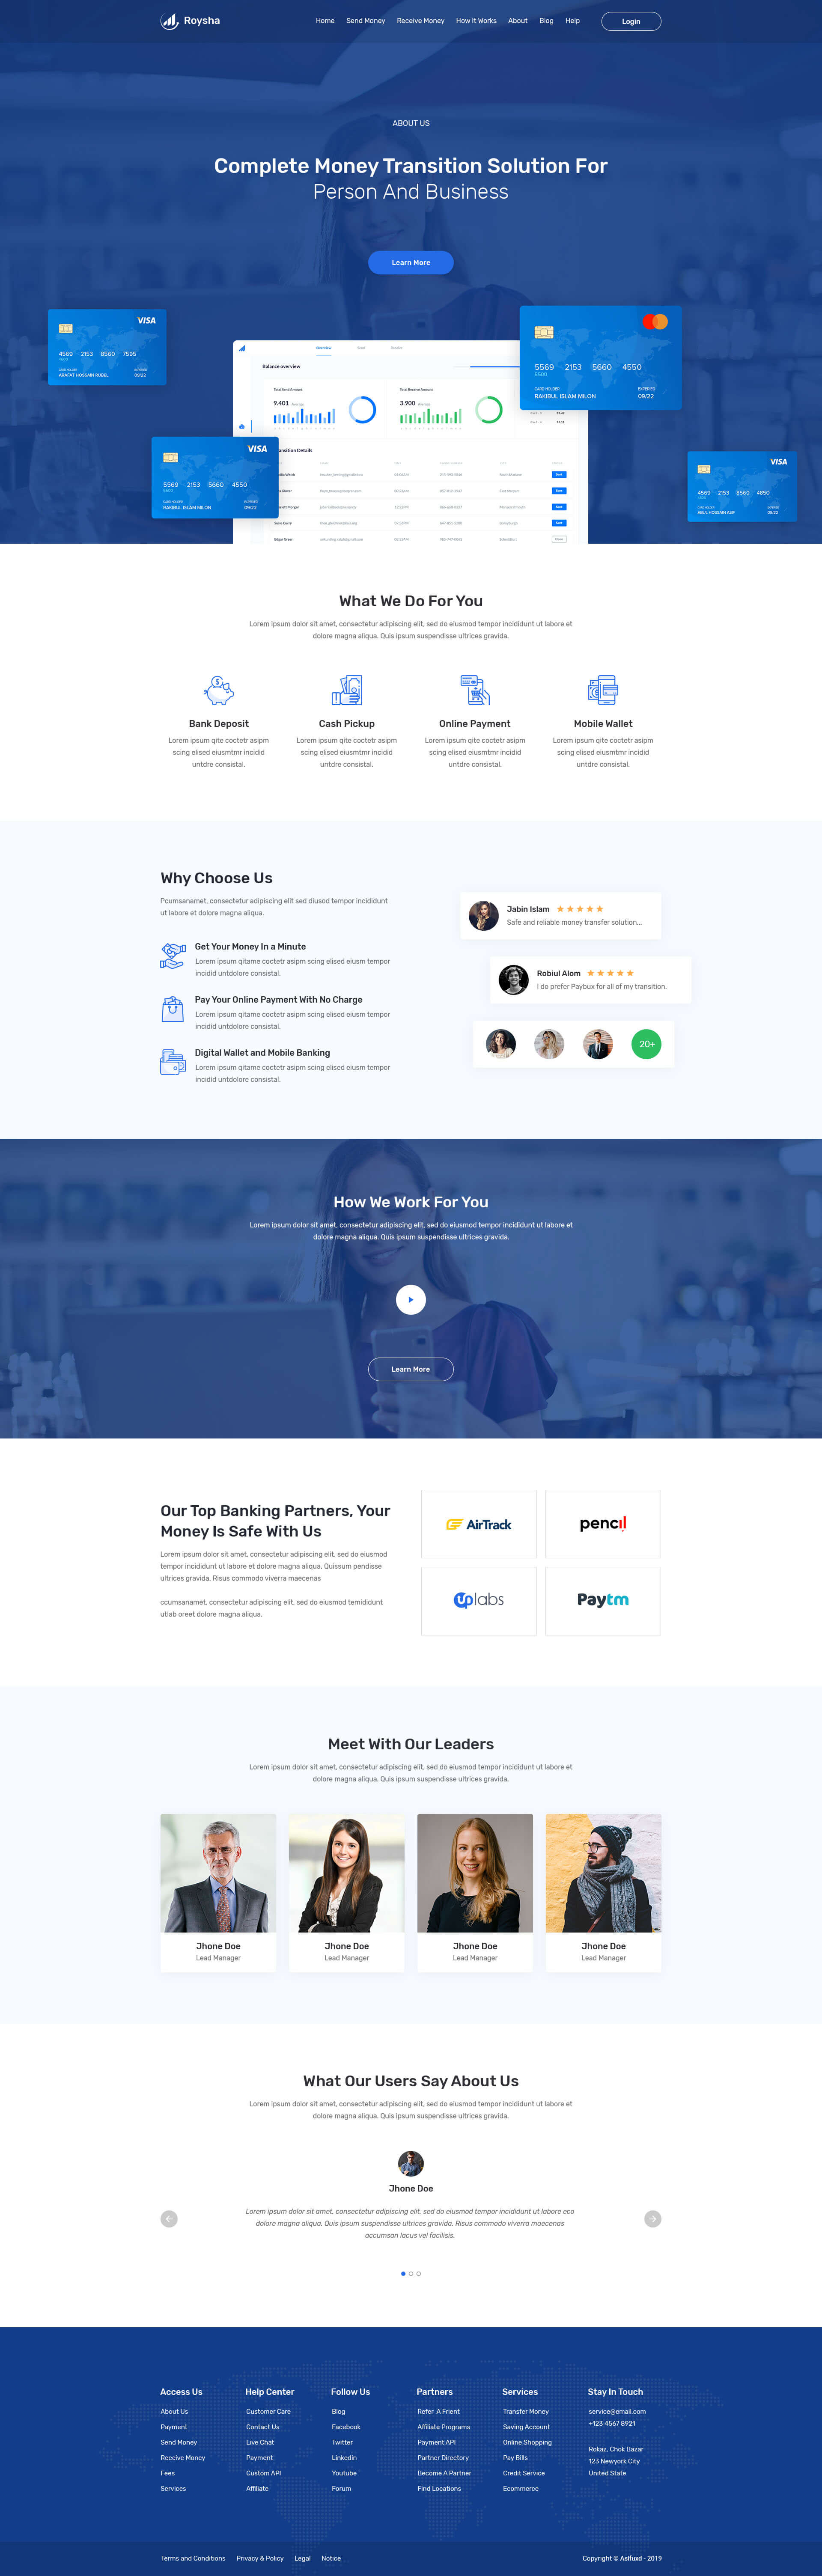 Roysha
Home Send Money Receive Money How It Works About Blog Help Login
ABOUT US
Complete Money Transition Solution For
Person And Business
Learn More
VISA
4569 2153 8560 7595
CARD HOLDER EXPIRED
ARAFAT HOSSAIN RUBEL 09/22
5569 2153 5660 4550
5500
CARD HOLDER EXPIRED
RAKIBUL ISLAM MILON 09/22
Overview
Balance overview
9.401
3.900
VISA
5569 2153 5660 4550
CARD HOLDER EXPIRED
RAKIBUL ISLAM MILON 09/22
VISA
4569 2153 8560 4850
CARD HOLDER EXPIRED
ABUL HOSSAIN ASIF 09/22
What We Do For You
Lorem ipsum dolor sit amet, consectetur adipiscing elit, sed do eiusmod tempor incididunt ut labore et
dolore magna aliqua. Quis ipsum suspendisse ultrices gravida.
Bank Deposit
Lorem ipsum qite coctetr asipm
scing elised eiusmtmr incidid
untdre consistal.
Cash Pickup
Lorem ipsum qite coctetr asipm
scing elised eiusmtmr incidid
untdre consistal.
Online Payment
Lorem ipsum qite coctetr asipm
scing elised eiusmtmr incidid
untdre consistal.
Mobile Wallet
Lorem ipsum qite coctetr asipm
scing elised eiusmtmr incidid
untdre consistal.
Why Choose Us
Pcumsanamet, consectetur adipiscing elit sed diusod tempor incididunt
ut labore et dolore magna aliqua.
Get Your Money In a Minute
Lorem ipsum qitame coctetr asipm scing elised eiusm tempor
incidid untdolore consistal.
Pay Your Online Payment With No Charge
Lorem ipsum qitame coctetr asipm scing elised eiusm tempor
incidid untdolore consistal.
Digital Wallet and Mobile Banking
Lorem ipsum qitame coctetr asipm scing elised eiusm tempor
incidid untdolore consistal.
Jabin Islam
Safe and reliable money transfer solution...
Robiul Alom
I do prefer Paybux for all of my transition.
20+
How We Work For You
Lorem ipsum dolor sit amet, consectetur adipiscing elit, sed do eiusmod tempor incididunt ut labore et
dolore magna aliqua. Quis ipsum suspendisse ultrices gravida.
Learn More
Our Top Banking Partners, Your
Money Is Safe With Us
Lorem ipsum dolor sit amet, consectetur adipiscing elit, sed do eiusmod
tempor incididunt ut labore et dolore magna aliqua. Quissum pendisse
ultrices gravida. Risus commodo viverra maecenas
ccumsanamet, consectetur adipiscing elit, sed do eiusmod temididunt
utlab oreet dolore magna aliqua.
AirTrack
pencil
uplabs
Paytm
Meet With Our Leaders
Lorem ipsum dolor sit amet, consectetur adipiscing elit, sed do eiusmod tempor incididunt ut labore et
dolore magna aliqua. Quis ipsum suspendisse ultrices gravida.
Jhone Doe
Lead Manager
Jhone Doe
Lead Manager
Jhone Doe
Lead Manager
Jhone Doe
Lead Manager
What Our Users Say About Us
Lorem ipsum dolor sit amet, consectetur adipiscing elit, sed do eiusmod tempor incididunt ut labore et
dolore magna aliqua. Quis ipsum suspendisse ultrices gravida.
Jhone Doe
Lorem ipsum dolor sit amet, consectetur adipiscing elit, sed do eiusmod tempor incididunt ut labore eco
dolore magna aliqua. Quis ipsum suspendisse ultrices gravida. Risus commodo viverra maecenas
accumsan lacus vel facilisis.
Access Us
About Us
Payment
Send Money
Receive Money
Fees
Services
Help Center
Customer Care
Contact Us
Live Chat
Payment
Custom API
Affiliate
Follow Us
Blog
Facebook
Twitter
Linkedin
Youtube
Forum
Partners
Refer A Frient
Affiliate Programs
Payment API
Partner Directory
Become A Partner
Find Locations
Services
Transfer Money
Saving Account
Online Shopping
Pay Bills
Credit Service
Ecommerce
Stay In Touch
service@email.com
+123 4567 8921
Rokaz, Chok Bazar
123 Newyork City
United State
Terms and Conditions Privacy & Policy Legal Notice
Copyright © Asifuxd - 2019